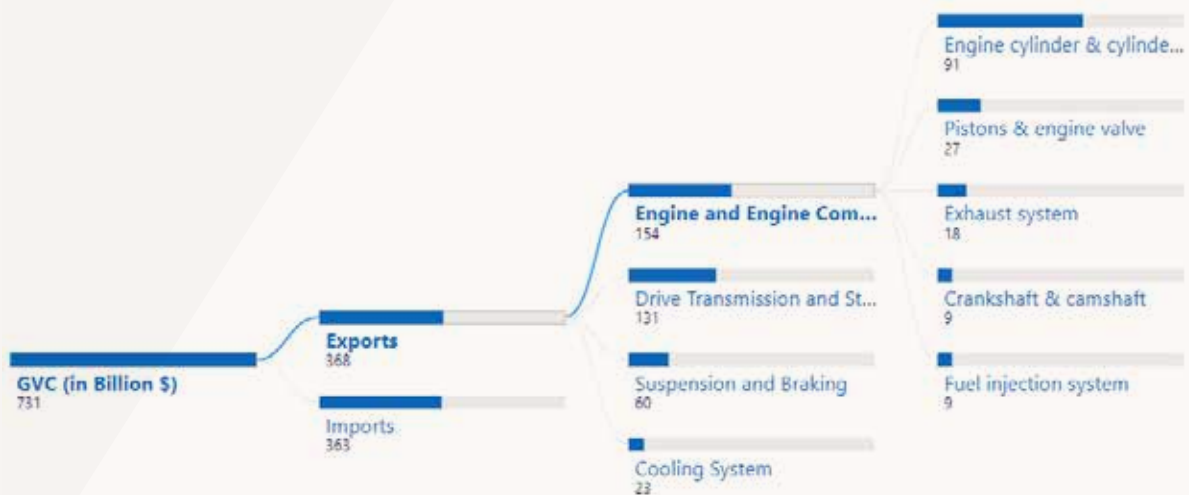 GVC (in Billion $)
731
Exports
368
Imports
363
Engine and Engine Com...
154
Drive Transmission and St...
131
Suspension and Braking
60
Cooling System
23
Engine cylinder & cylinde...
91
Pistons & engine valve
27
Exhaust system
18
Crankshaft & camshaft
9
Fuel injection system
9